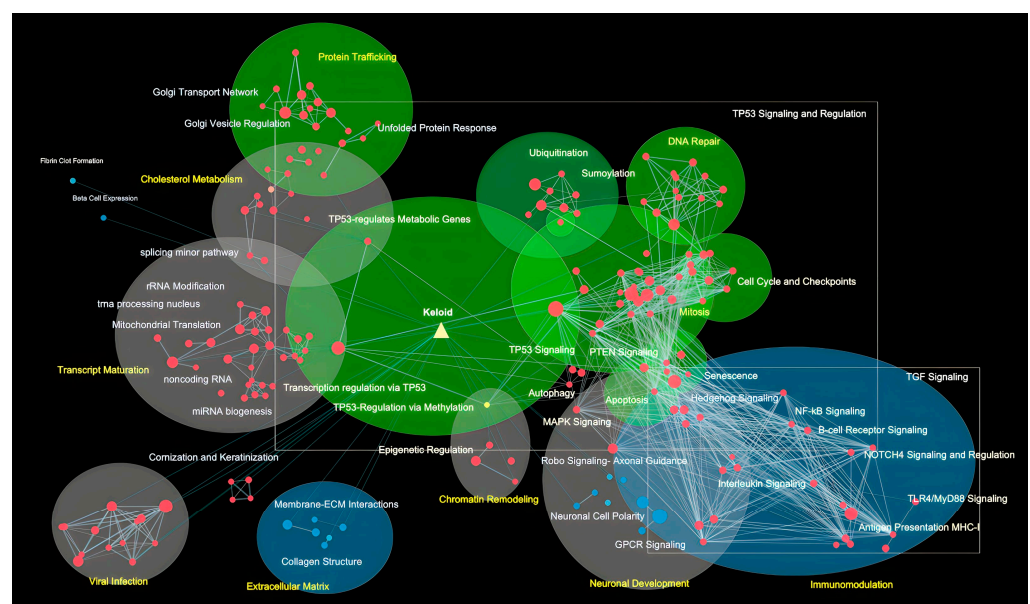 Protein Trafficking
Golgi Transport Network
TP53 Signaling and Regulation
Golgi Vesicle Regulation
Unfolded Protein Response
DNA Repair
Ubiquitination
Fibrin Clot Formation
Sumoylation
Cholesterol Metabolism
Beta Cell Expression
TP53-regulates Metabolic Genes
splicing minor pathway
Cell Cycle and Checkpoints
rRNA Modification
trna processing nucleus
Keloid
Mitosis
Mitochondrial Translation
TP53 Signaling
PTEN Signaling
Transcript Maturation
noncoding RNA
Senescence
TGF Signaling
Transcription regulation via TP53
Autophagy
Apoptosis
Hedgehog Signaling
miRNA biogenesis
TP53-Regulation via Methylation
NF-kB Signaling
MAPK Signaing
B-cell Receptor Signaling
Epigenetic Regulation
Cornization and Keratinization
Robo Signaling- Axonal Guidance
NOTCH4 Signaling and Regulation
Interleukin Signaling
Chromatin Remodeling
TLR4/MyD88 Signaling
Membrane-ECM Interactions
Neuronal Cell Polarity
Antigen Presentation MHC-I
GPCR Signaling
Collagen Structure
Viral Infection
Extracellular Matrix
Neuronal Development
Immunomodulation